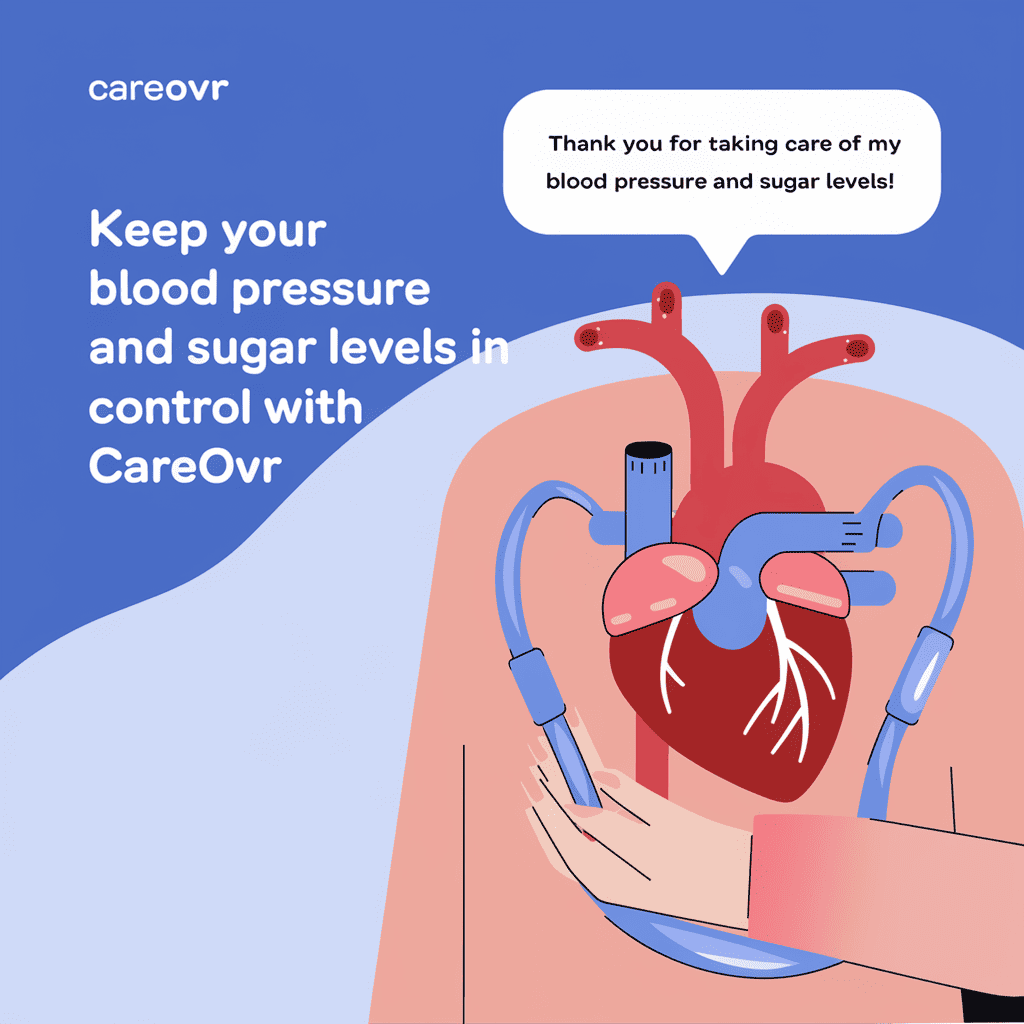 careovr
Thank you for taking care of my
blood pressure and sugar levels!
Keep your
blood pressure
and sugar levels in
control with
CareOvr